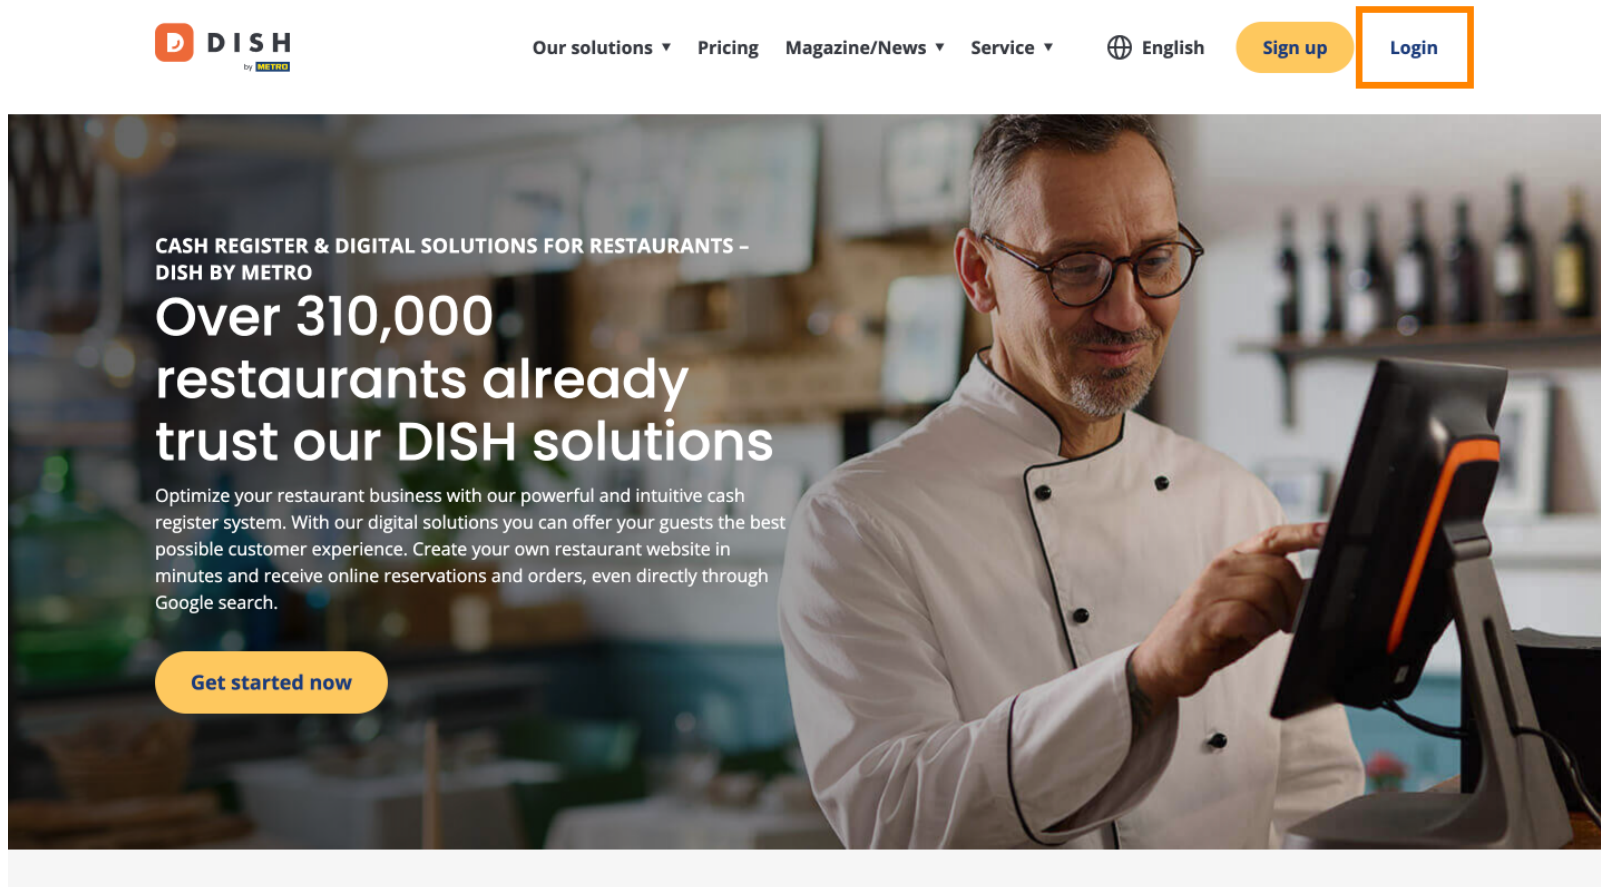 DISH
by METRO
Our solutions ▼ Pricing Magazine/News ▼ Service ▼ English Sign up Login
CASH REGISTER & DIGITAL SOLUTIONS FOR RESTAURANTS –
DISH BY METRO
Over 310,000
restaurants already
trust our DISH solutions
Optimize your restaurant business with our powerful and intuitive cash
register system. With our digital solutions you can offer your guests the best
possible customer experience. Create your own restaurant website in
minutes and receive online reservations and orders, even directly through
Google search.
Get started now